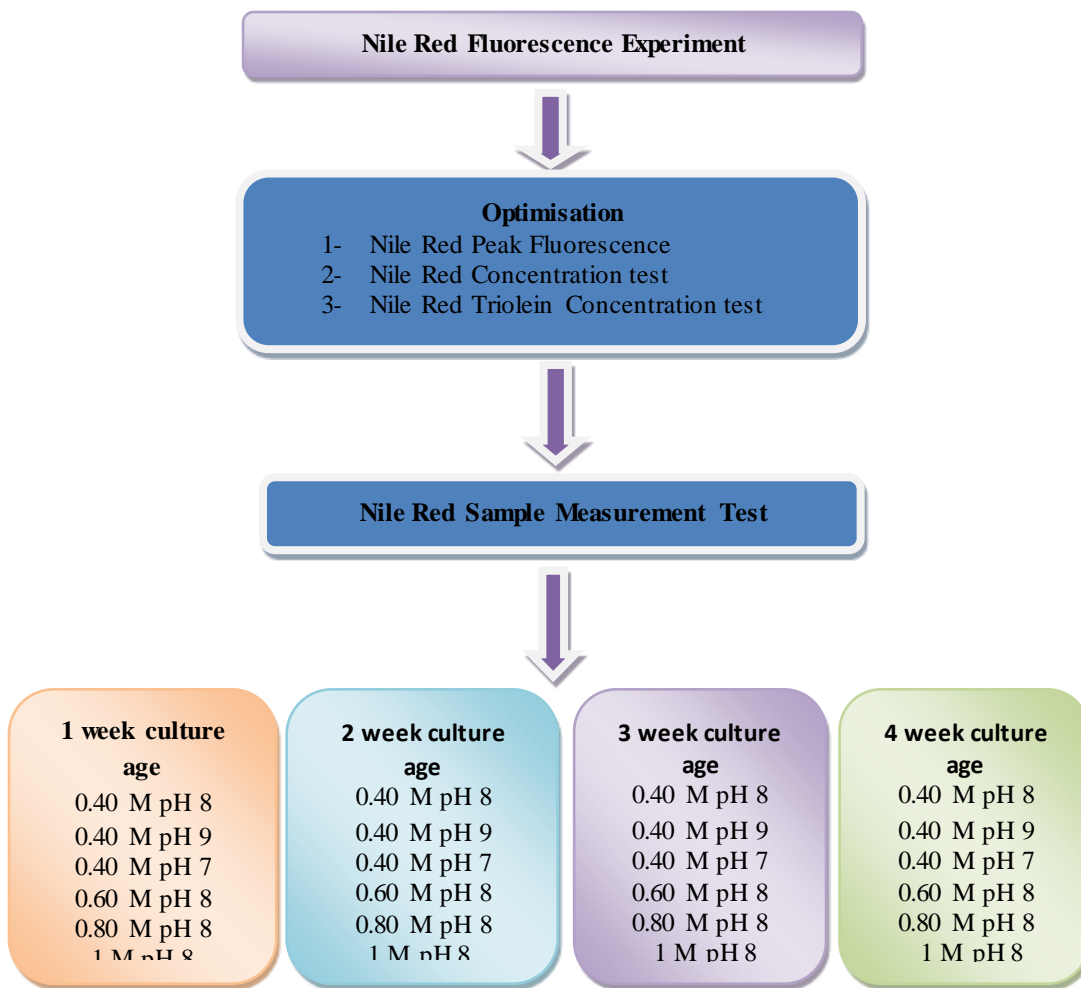 Nile Red Fluorescence Experiment
Optimisation
1- Nile Red Peak Fluorescence
2- Nile Red Concentration test
3- Nile Red Triolein Concentration test
Nile Red Sample Measurement Test
1 week culture
age
0.40 M pH 8
0.40 M pH 9
0.40 M pH 7
0.60 M pH 8
0.80 M pH 8
1 M pH 8
2 week culture
age
0.40 M pH 8
0.40 M pH 9
0.40 M pH 7
0.60 M pH 8
0.80 M pH 8
1 M pH 8
3 week culture
age
0.40 M pH 8
0.40 M pH 9
0.40 M pH 7
0.60 M pH 8
0.80 M pH 8
1 M pH 8
4 week culture
age
0.40 M pH 8
0.40 M pH 9
0.40 M pH 7
0.60 M pH 8
0.80 M pH 8
1 M pH 8